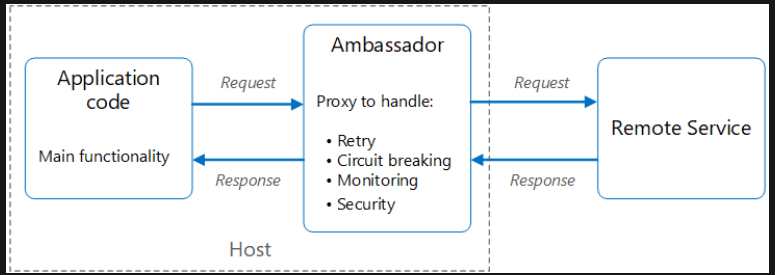 Application
code
Main functionality
Request
Response
Ambassador
Proxy to handle:
• Retry
• Circuit breaking
• Monitoring
• Security
Request
Response
Remote Service
Host